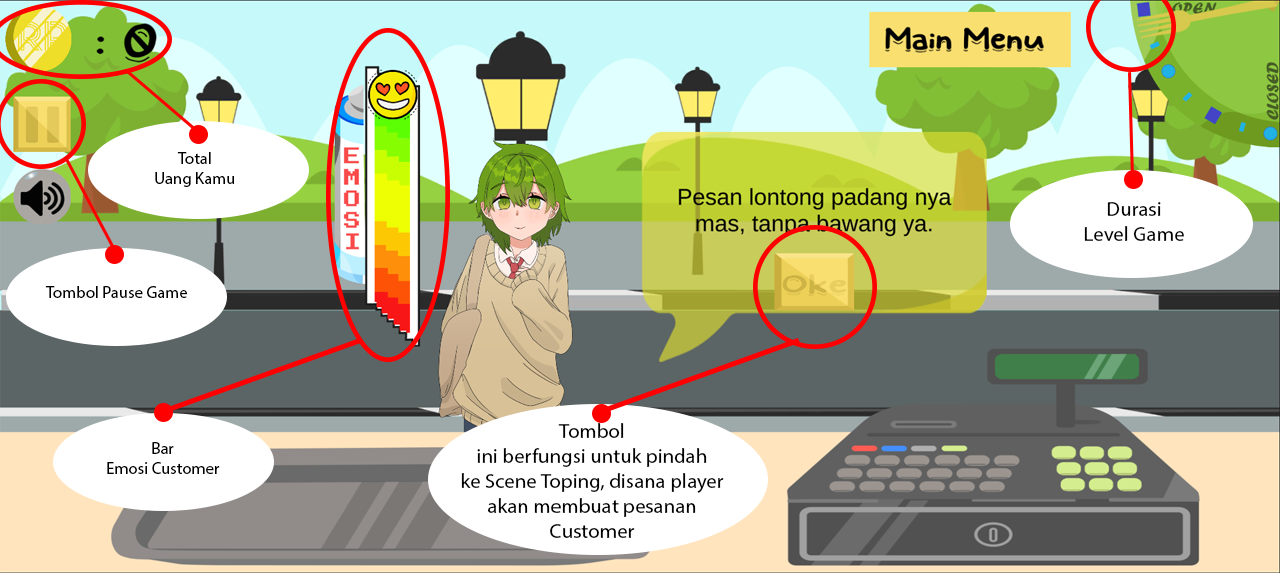 RP : 0
Main Menu
OPEN
CLOSED
Total
Uang Kamu
EMOSI
Pesan lontong padang nya
mas, tanpa bawang ya.
Oke
Durasi
Level Game
Tombol Pause Game
Bar
Emosi Customer
Tombol
ini berfungsi untuk pindah
ke Scene Toping, disana player
akan membuat pesanan
Customer
0